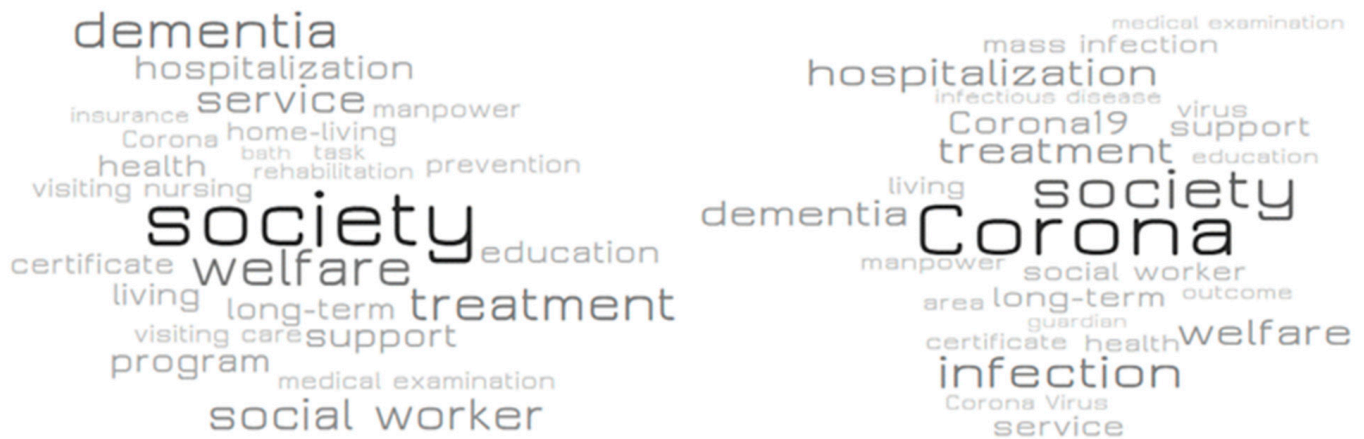 dementia
hospitalization
service
manpower
insurance
Corona
home-living
bath
task
health
rehabilitation
prevention
visiting nursing
society
education
certificate
welfare
living
long-term
treatment
visiting care
support
program
medical examination
social worker
medical examination
mass infection
hospitalization
infectious disease
virus
Corona19
support
treatment
education
living
society
dementia
Corona
manpower
social worker
area
long-term
outcome
guardian
certificate
health
welfare
infection
Corona Virus
service